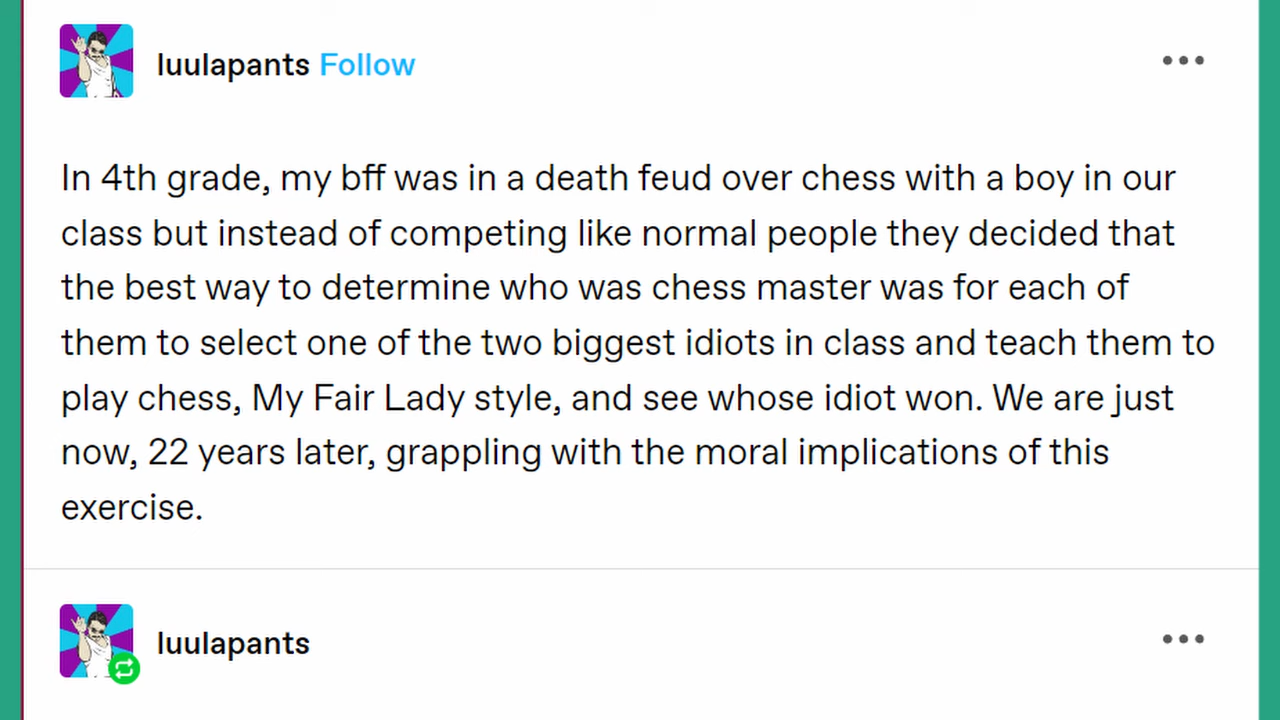 luulapants Follow
In 4th grade, my bff was in a death feud over chess with a boy in our
class but instead of competing like normal people they decided that
the best way to determine who was chess master was for each of
them to select one of the two biggest idiots in class and teach them to
play chess, My Fair Lady style, and see whose idiot won. We are just
now, 22 years later, grappling with the moral implications of this
exercise.
luulapants